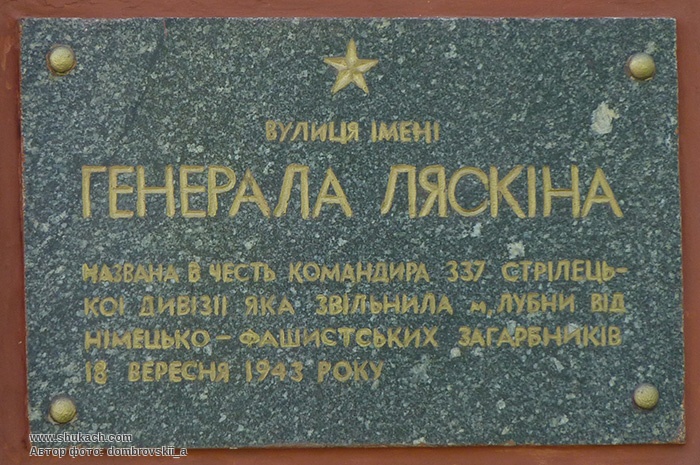 ВУЛИЦЯ ІМЕНІ
ГЕНЕРАЛА ЛЯСКІНА
НАЗВАНА В ЧЕСТЬ КОМАНДИРА 337 СТРІЛЕЦЬ-
КОЇ ДИВІЗІЇ ЯКА ЗВІЛЬНИЛА м. ЛУБНИ ВІД
НІМЕЦЬКО-ФАШИСТСЬКИХ ЗАГАРБНИКІВ
18 ВЕРЕСНЯ 1943 РОКУ
www.shukach.com
Автор фото: dombrovskii_a